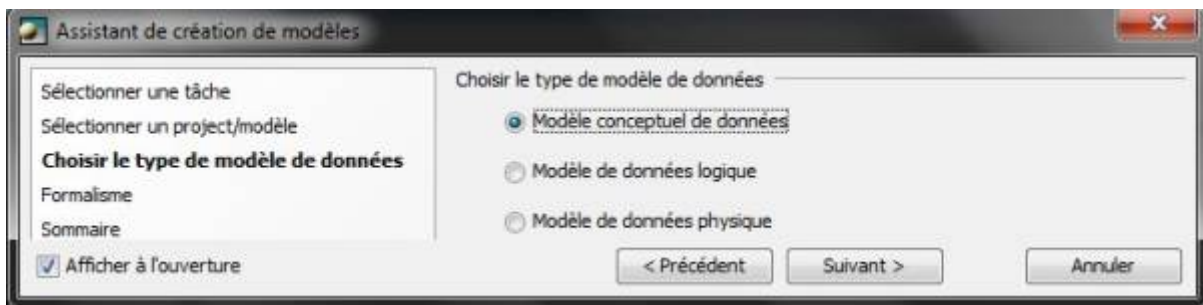 Assistant de création de modèles
Sélectionner une tâche
Sélectionner un project/modèle
Choisir le type de modèle de données
Formalisme
Sommaire
Afficher à l'ouverture
Choisir le type de modèle de données
Modèle conceptuel de données
Modèle de données logique
Modèle de données physique
< Précédent
Suivant >
Annuler